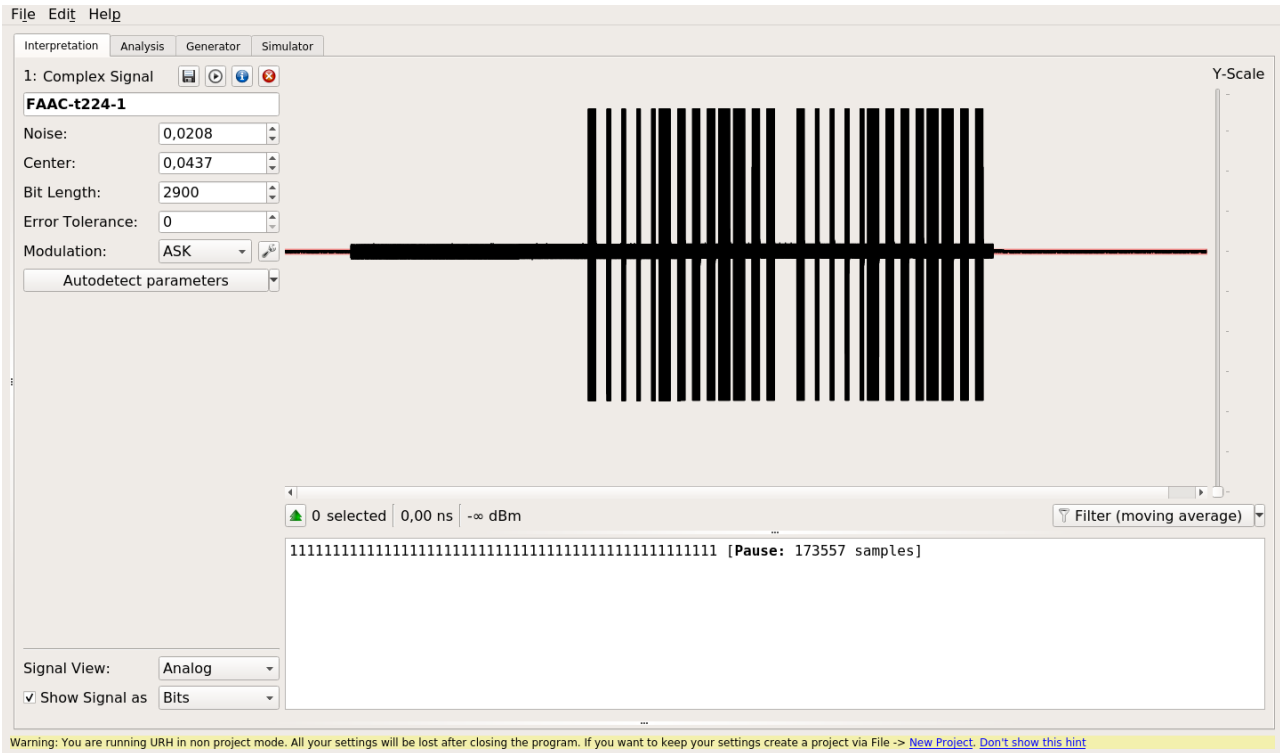 File Edit Help
Interpretation Analysis Generator Simulator
1: Complex Signal
Y-Scale
FAAC-t224-1
Noise: 0,0208
Center: 0,0437
Bit Length: 2900
Error Tolerance: 0
Modulation: ASK
Autodetect parameters
0 selected 0,00 ns -∞ dBm
Filter (moving average)
111111111111111111111111111111111111111111111111111 [Pause: 173557 samples]
Signal View: Analog
Show Signal as Bits
Warning: You are running URH in non project mode. All your settings will be lost after closing the program. If you want to keep your settings create a project via File -> New Project. Don't show this hint